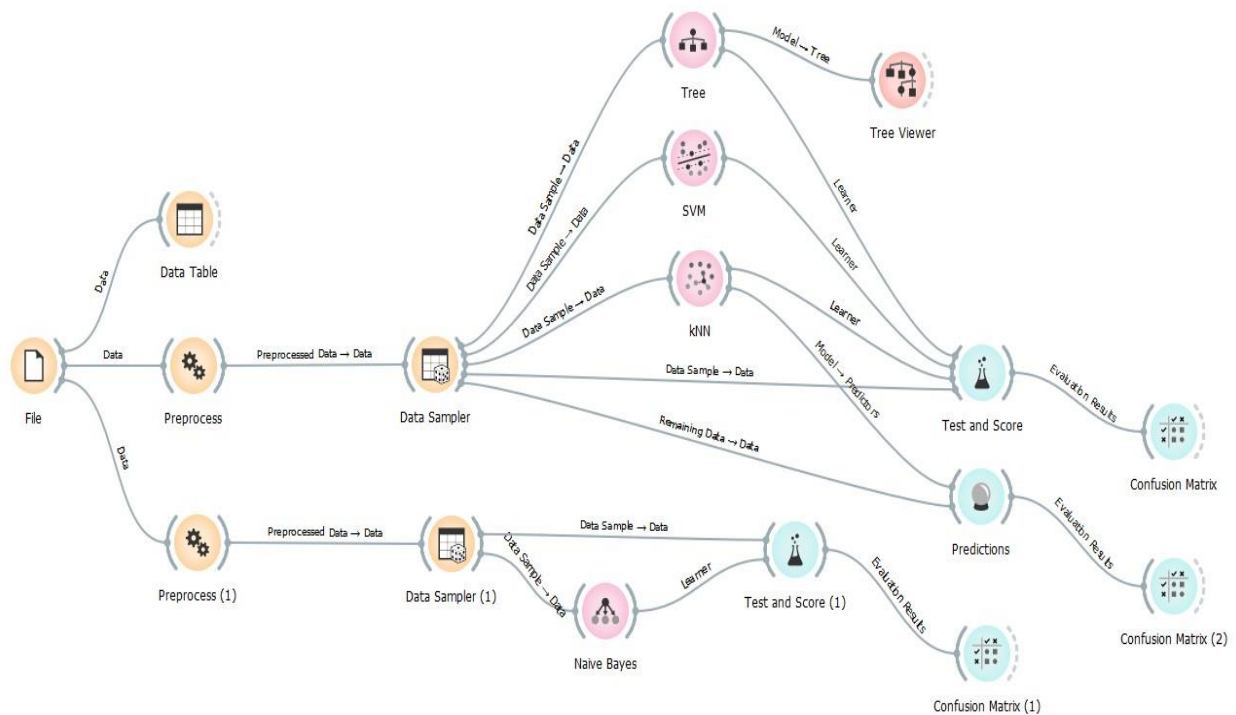 Model → Tree
Tree
Tree Viewer
Data Sample → Data
Learner
SVM
Data Sample → Data
Learner
Data Table
Data
Data Sample → Data
kNN
Learner
Data
Preprocessed Data → Data
Data Sample → Data
Model → Predictors
Evaluation Results
File
Preprocess
Data Sampler
Test and Score
Remaining Data → Data
Data
Confusion Matrix
Preprocessed Data → Data
Data Sample → Data
Predictions
Evaluation Results
Data Sample → Data
Learner
Preprocess (1)
Data Sampler (1)
Test and Score (1)
Evaluation Results
Confusion Matrix (2)
Naive Bayes
Confusion Matrix (1)